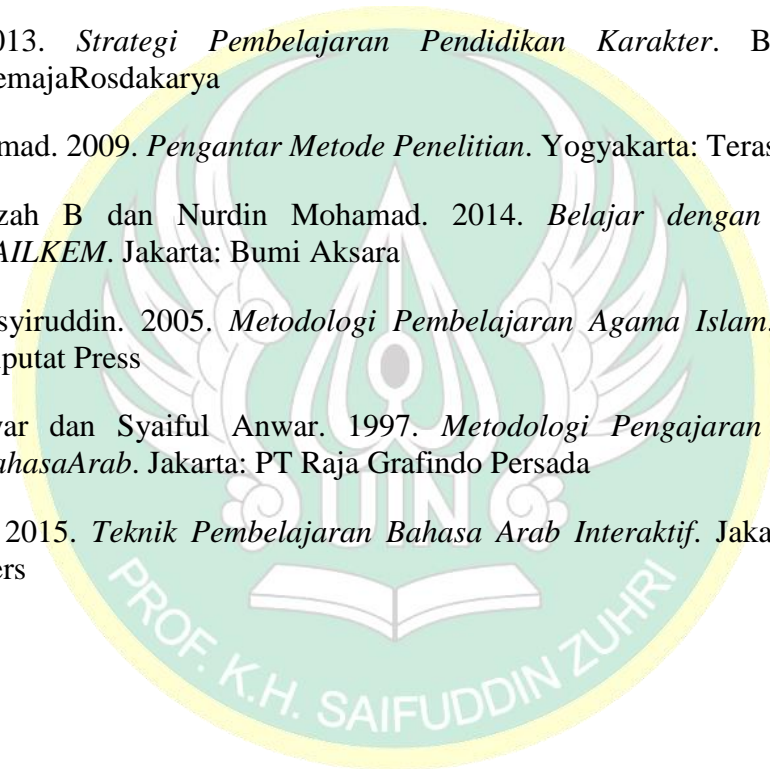 013. Strategi Pembelajaran Pendidikan Karakter. B
emajaRosdakarya
mad. 2009. Pengantar Metode Penelitian. Yogyakarta: Teras
zah B dan Nurdin Mohamad. 2014. Belajar dengan
AILKEM. Jakarta: Bumi Aksara
syiruddin. 2005. Metodologi Pembelajaran Agama Islam.
iputat Press
var dan Syaiful Anwar. 1997. Metodologi Pengajaran
ahasaArab. Jakarta: PT Raja Grafindo Persada
2015. Teknik Pembelajaran Bahasa Arab Interaktif. Jaka
ers
UIN
PROF. K.H. SAIFUDDIN ZUHRI